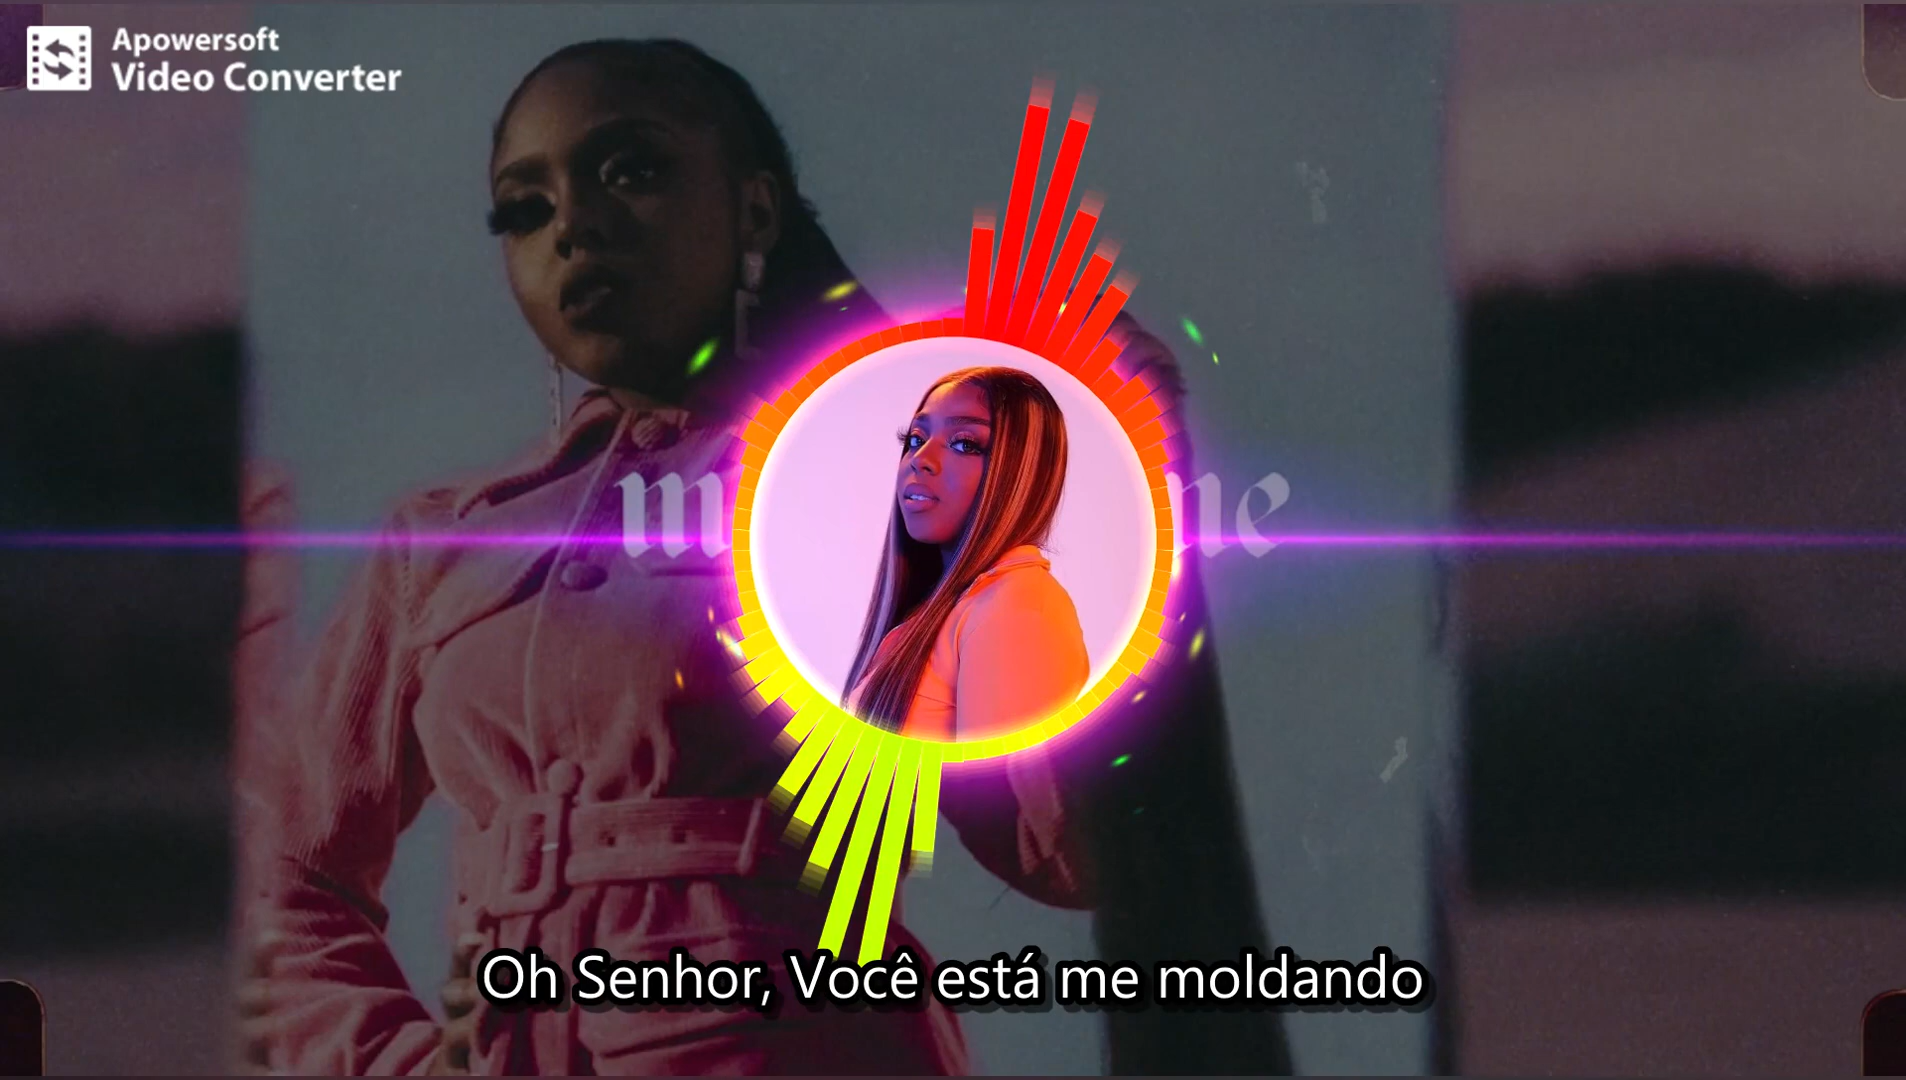 Apowersoft
Video Converter
Oh Senhor, Você está me moldando